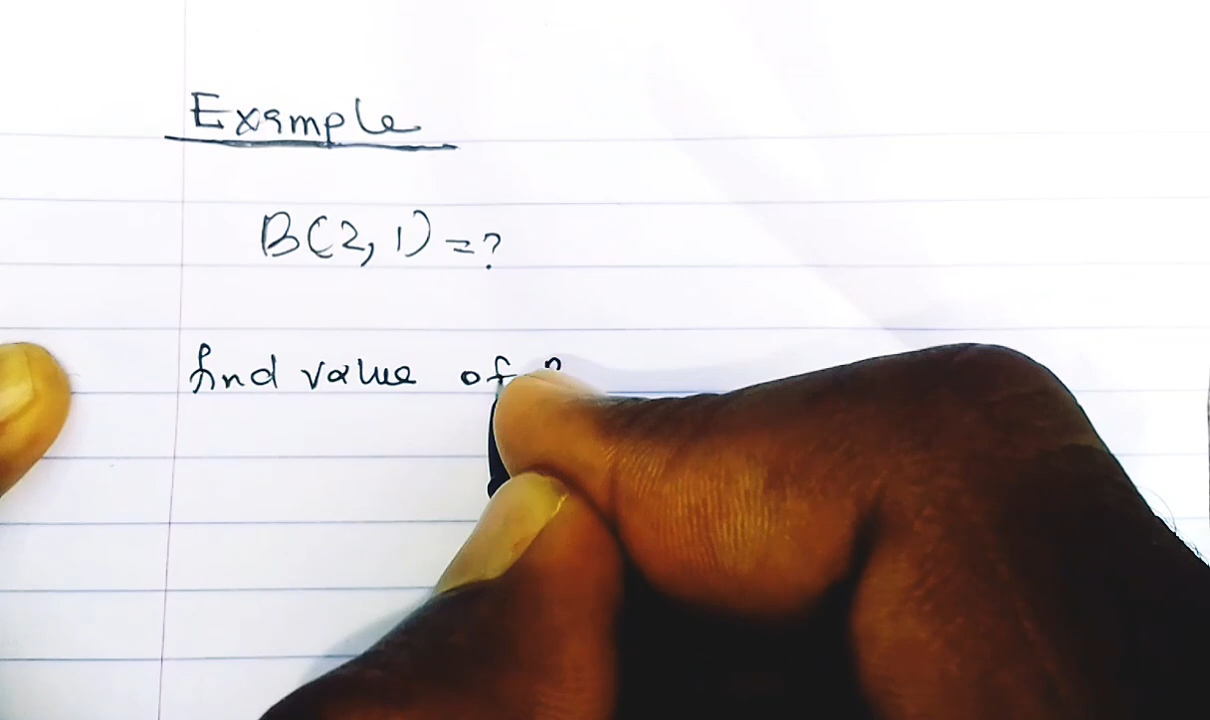 Example
B(2, 1) = ?
find value of